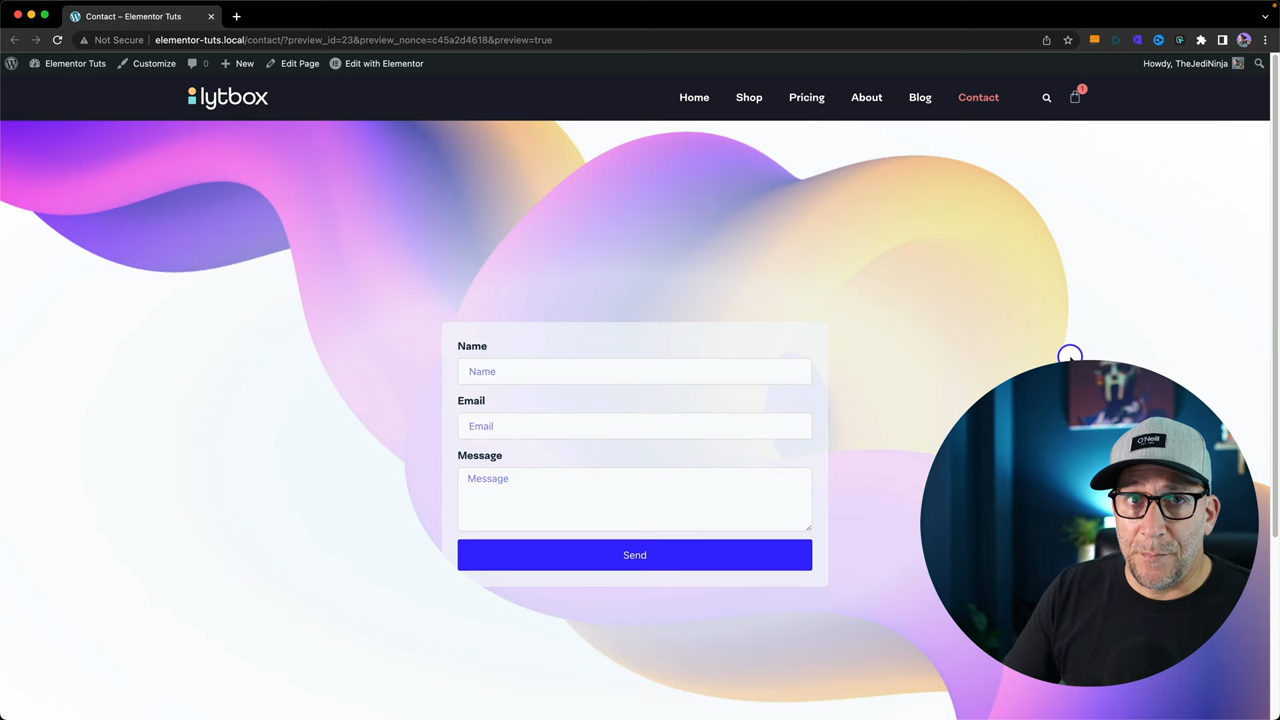 Contact – Elementor Tuts
Not Secure elementor-tuts.local/contact/?preview_id=23&preview_nonce=c45a2d4618&preview=true
Elementor Tuts Customize 0 New Edit Page Edit with Elementor Howdy, TheJediNinja
lytbox Home Shop Pricing About Blog Contact 1
Name
Name
Email
Email
Message
Message
Send
O'Neill